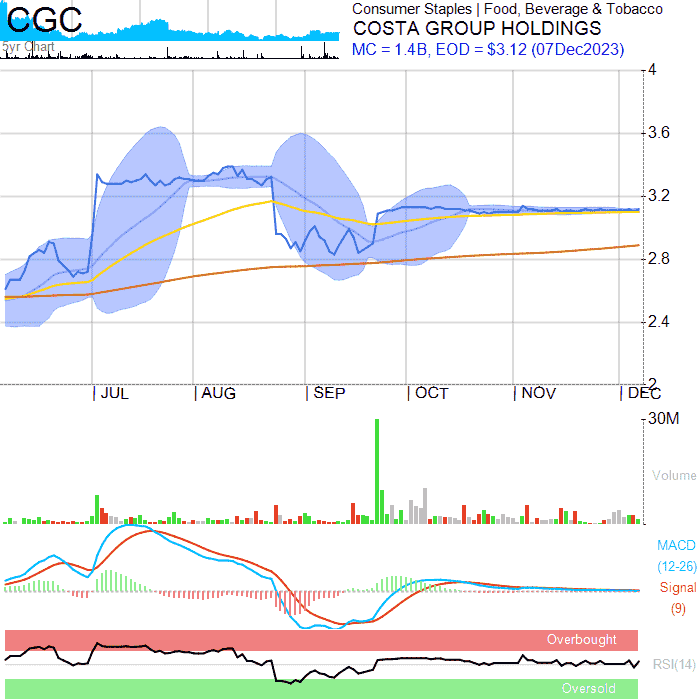 CGC
Consumer Staples | Food, Beverage & Tobacco
COSTA GROUP HOLDINGS
MC = 1.4B, EOD = $3.12 (07Dec2023)
5yr Chart
4
3.6
3.2
2.8
2.4
2
JUL
AUG
SEP
OCT
NOV
DEC
30M
Volume
MACD
(12-26)
Signal
(9)
Overbought
RSI(14)
Oversold